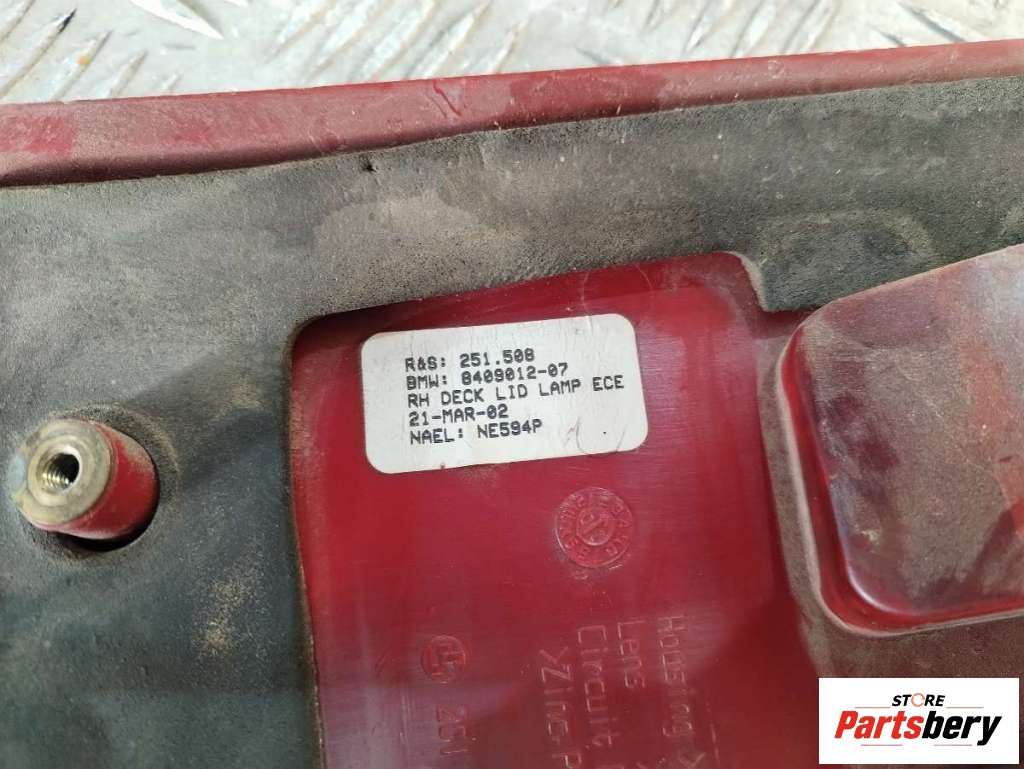 R&S: 251.508
BMW: 8409012-07
RH DECK LID LAMP ECE
21-MAR-02
NAEL: NE594P
Housing
Lens
Circuit
STORE
Partsbery